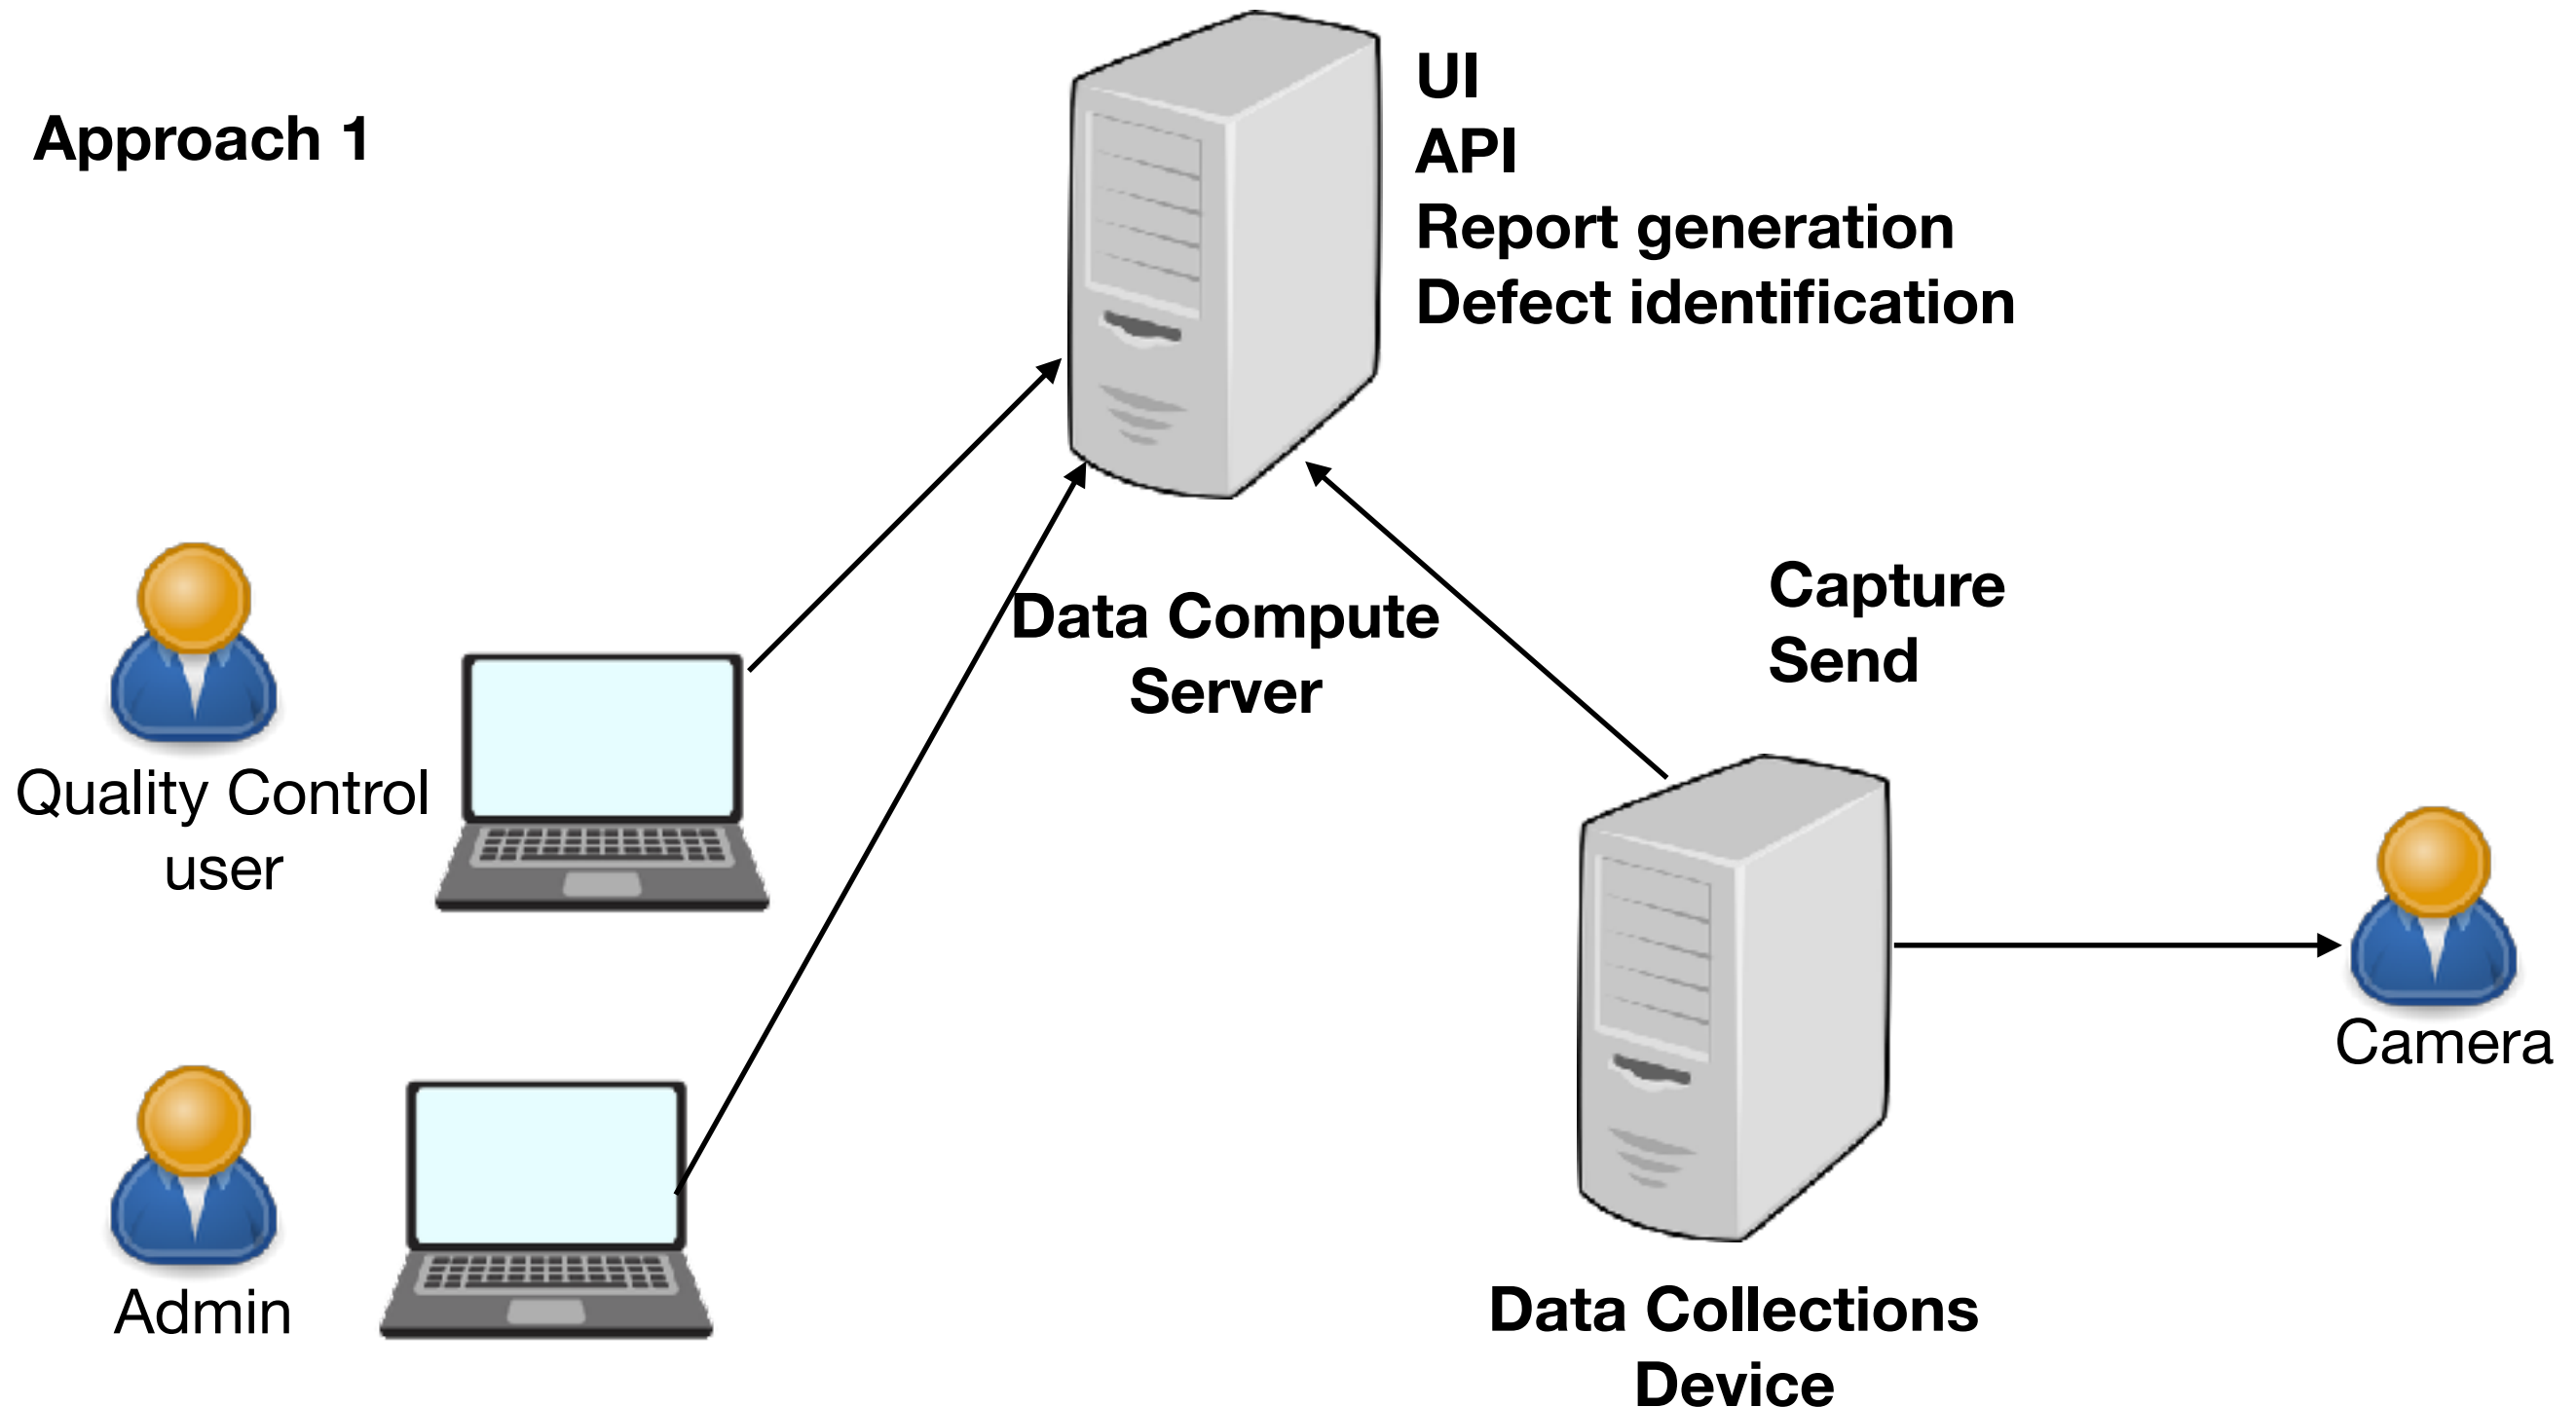 Approach 1
UI
API
Report generation
Defect identification
Data Compute
Server
Capture
Send
Quality Control
user
Camera
Admin
Data Collections
Device